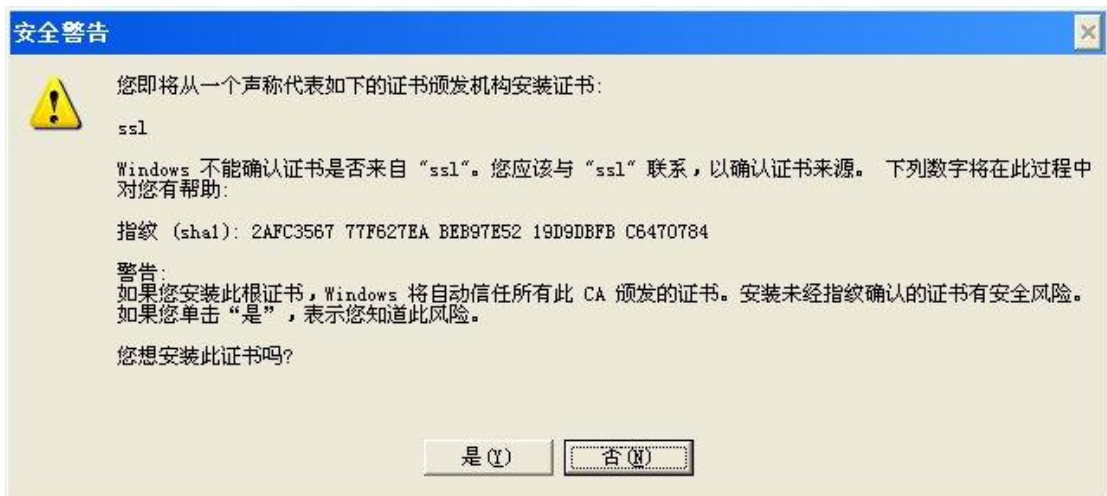 安全警告
您即将从一个声称代表如下的证书颁发机构安装证书:
ssl
Windows 不能确认证书是否来自 “ssl”。您应该与 “ssl” 联系，以确认证书来源。 下列数字将在此过程中
对您有帮助:
指纹 (sha1): 2AFC3567 77F627EA BEB97E52 19D9DBFB C6470784
警告:
如果您安装此根证书，Windows 将自动信任所有此 CA 颁发的证书。安装未经指纹确认的证书有安全风险。
如果您单击“是”，表示您知道此风险。
您想安装此证书吗?
是(Y) 否(N)